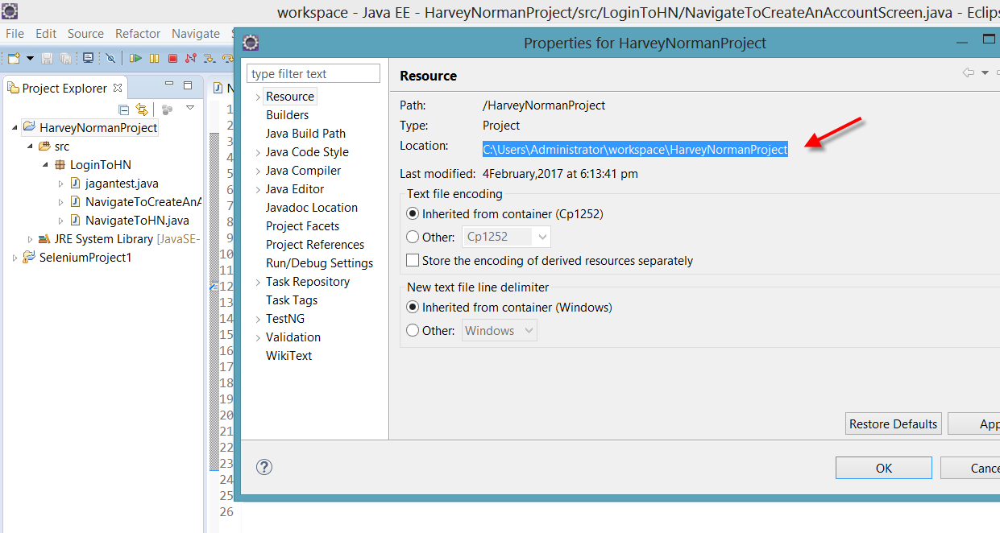 workspace - Java EE - HarveyNormanProject/src/LoginToHN/NavigateToCreateAnAccountScreen.java - Eclips
File Edit Source Refactor Navigate S
Properties for HarveyNormanProject
Project Explorer
N
HarveyNormanProject
src
LoginToHN
jagantest.java
NavigateToCreateAnA
NavigateToHN.java
JRE System Library [JavaSE-
SeleniumProject1
1
2
3
4
5
6
7
8
9
10
11
12
13
14
15
16
17
18
19
20
21
22
23
24
25
26
type filter text
Resource
Builders
Java Build Path
Java Code Style
Java Compiler
Java Editor
Javadoc Location
Project Facets
Project References
Run/Debug Settings
Task Repository
Task Tags
TestNG
Validation
WikiText
Resource
Path: /HarveyNormanProject
Type: Project
Location: C:\Users\Administrator\workspace\HarveyNormanProject
Last modified: 4February,2017 at 6:13:41 pm
Text file encoding
Inherited from container (Cp1252)
Other: Cp1252
Store the encoding of derived resources separately
New text file line delimiter
Inherited from container (Windows)
Other: Windows
Restore Defaults App
? OK Cance